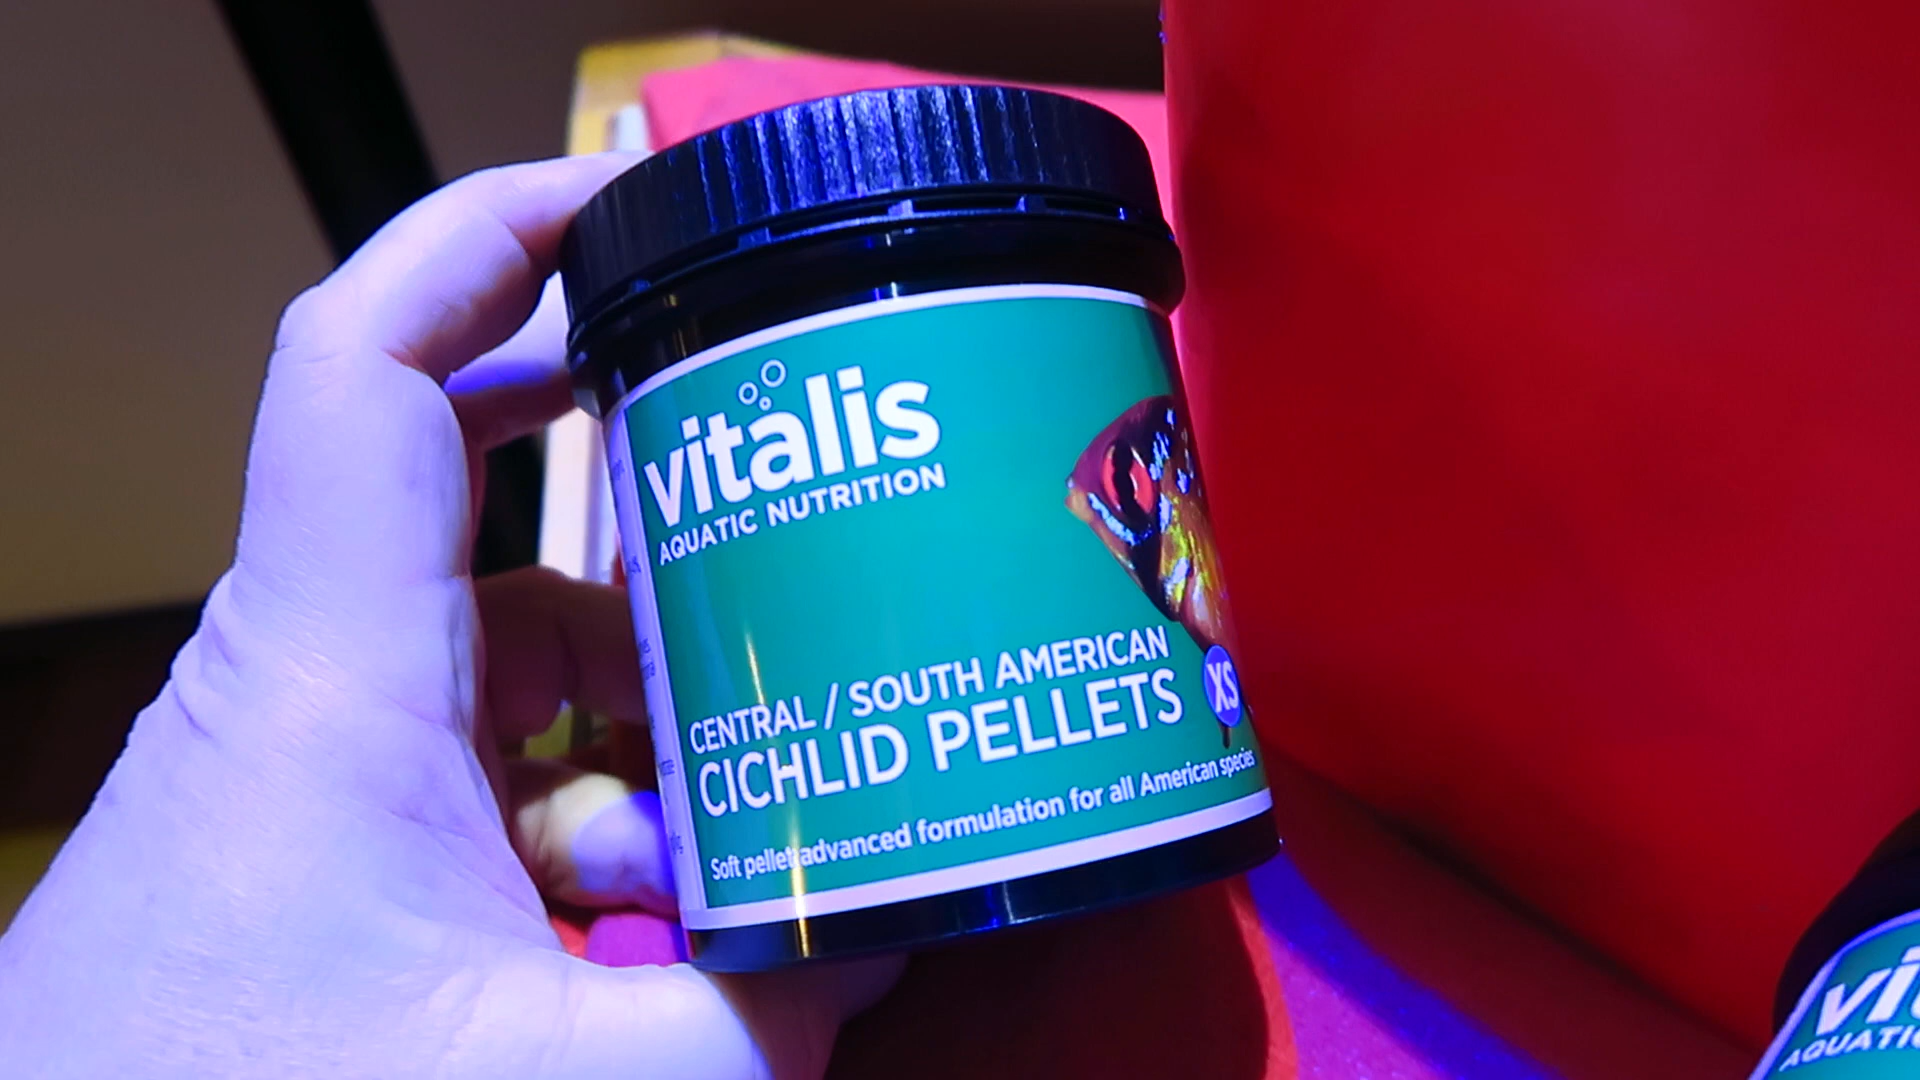 vitalis
AQUATIC NUTRITION
CENTRAL / SOUTH AMERICAN
CICHLID PELLETS
XS
Soft pellet advanced formulation for all American species
vi
AQUATIC